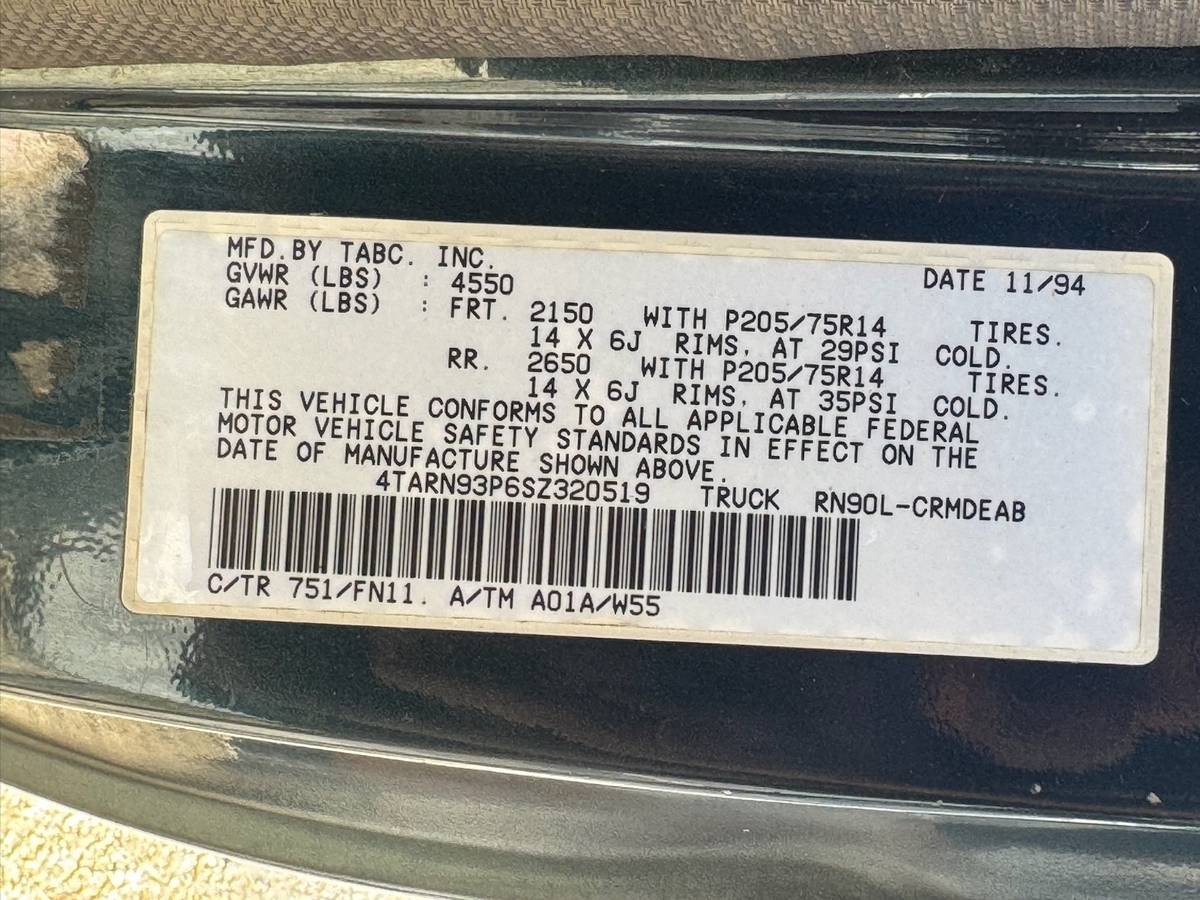 MFD.BY TABC. INC. DATE 11/94
GVWR (LBS) : 4550
GAWR (LBS) : FRT. 2150 WITH P205/75R14 TIRES.
14 X 6J RIMS, AT 29PSI COLD.
RR. 2650 WITH P205/75R14 TIRES.
14 X 6J RIMS, AT 35PSI COLD.
THIS VEHICLE CONFORMS TO ALL APPLICABLE FEDERAL
MOTOR VEHICLE SAFETY STANDARDS IN EFFECT ON THE
DATE OF MANUFACTURE SHOWN ABOVE.
4TARN93P6SZ320519 TRUCK RN90L-CRMDEAB
C/TR 751/FN11. A/TM A01A/W55